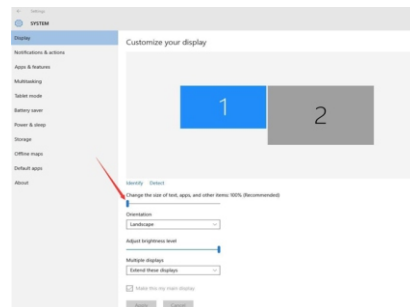 Settings
SYSTEM
Display
Notifications & actions
Apps & features
Multitasking
Tablet mode
Battery saver
Power & sleep
Storage
Offline maps
Default apps
About
Customize your display
1
2
Identify Detect
Change the size of text, apps, and other items: 100% (Recommended)
Orientation
Landscape
Adjust brightness level
Multiple displays
Extend these displays
Make this my main display
Apply Cancel